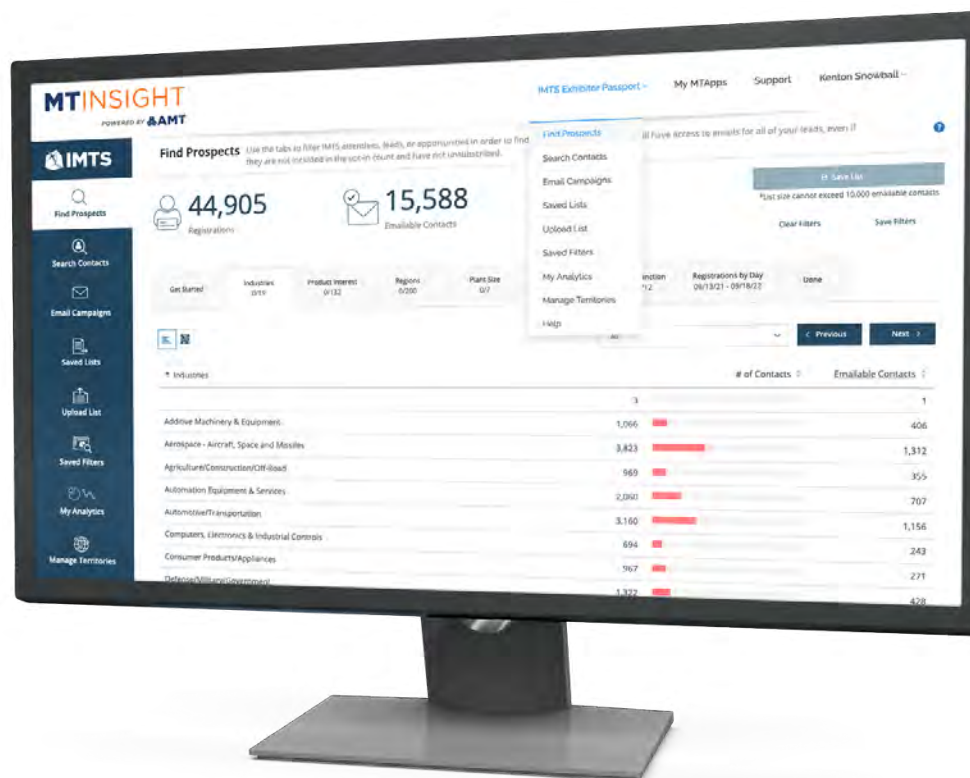 MTINSIGHT
POWERED BY AMT
IMTS Exhibitor Passport
My MTApps
Support
Kenton Snowball
IMTS
Find Prospects
Search Contacts
Email Campaigns
Saved Lists
Upload List
Saved Filters
My Analytics
Manage Territories
Find Prospects Use the tabs to filter IMTS attendees, leads, or opportunities in order to find
will have access to emails for all of your leads, even if
they are not included in the opt-in count and have not unsubscribed.
?
Find Prospects
Search Contacts
Email Campaigns
Saved Lists
Upload List
Saved Filters
My Analytics
Manage Territories
Help
44,905
Registrations
15,588
Emailable Contacts
Save List
*List size cannot exceed 10,000 emailable contacts
Clear Filters
Save Filters
Get Started
Industries
0/19
Product Interest
0/132
Regions
0/200
Plant Size
0/7
Registrations by Day
09/13/21 - 09/18/22
Done
All
< Previous
Next >
Industries
# of Contacts
Emailable Contacts
3 1
Additive Machinery & Equipment 1,066 406
Aerospace - Aircraft, Space and Missiles 3,823 1,312
Agriculture/Construction/Off-Road 969 355
Automation Equipment & Services 2,060 707
Automotive/Transportation 3,160 1,156
Computers, Electronics & Industrial Controls 694 243
Consumer Products/Appliances 967 271
Defense/Military/Government 1,322 428